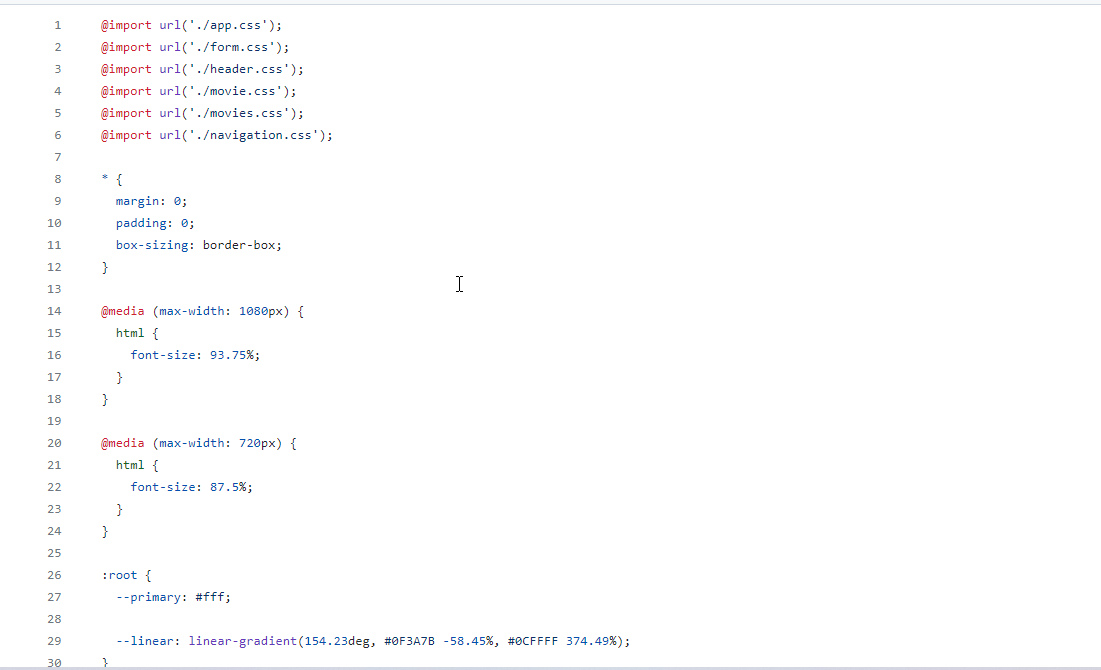 1 @import url('./app.css');
2 @import url('./form.css');
3 @import url('./header.css');
4 @import url('./movie.css');
5 @import url('./movies.css');
6 @import url('./navigation.css');
7
8 * {
9   margin: 0;
10   padding: 0;
11   box-sizing: border-box;
12 }
13
14 @media (max-width: 1080px) {
15   html {
16     font-size: 93.75%;
17   }
18 }
19
20 @media (max-width: 720px) {
21   html {
22     font-size: 87.5%;
23   }
24 }
25
26 :root {
27   --primary: #fff;
28
29   --linear: linear-gradient(154.23deg, #0F3A7B -58.45%, #0CFFFF 374.49%);
30 }